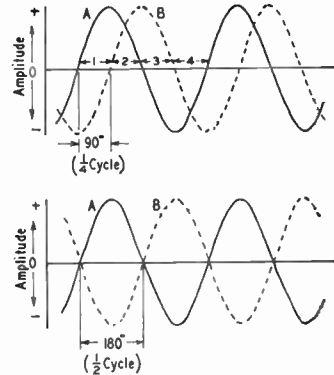 +
A
B
1 2 3 4
Amplitude
0
|
90°
(1/4 Cycle)
+
A
B
Amplitude
0
|
180°
(1/2 Cycle)